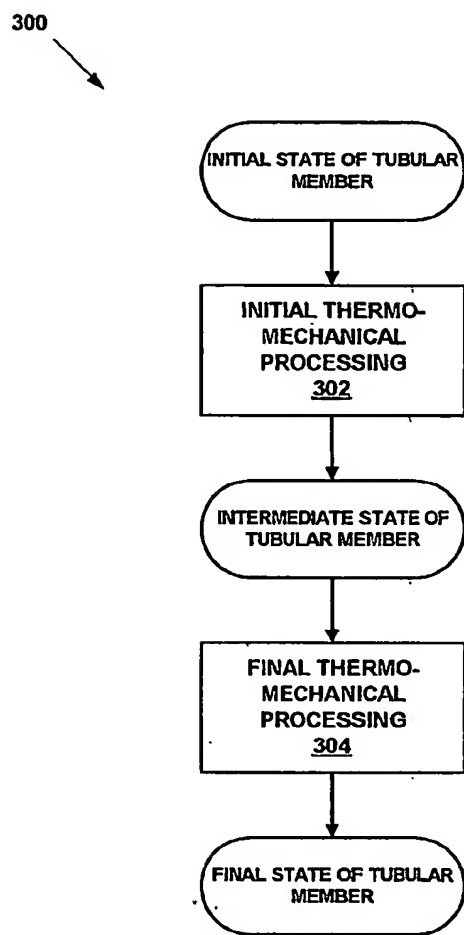 300
INITIAL STATE OF TUBULAR
MEMBER
INITIAL THERMO-
MECHANICAL
PROCESSING
302
INTERMEDIATE STATE OF
TUBULAR MEMBER
FINAL THERMO-
MECHANICAL
PROCESSING
304
FINAL STATE OF TUBULAR
MEMBER